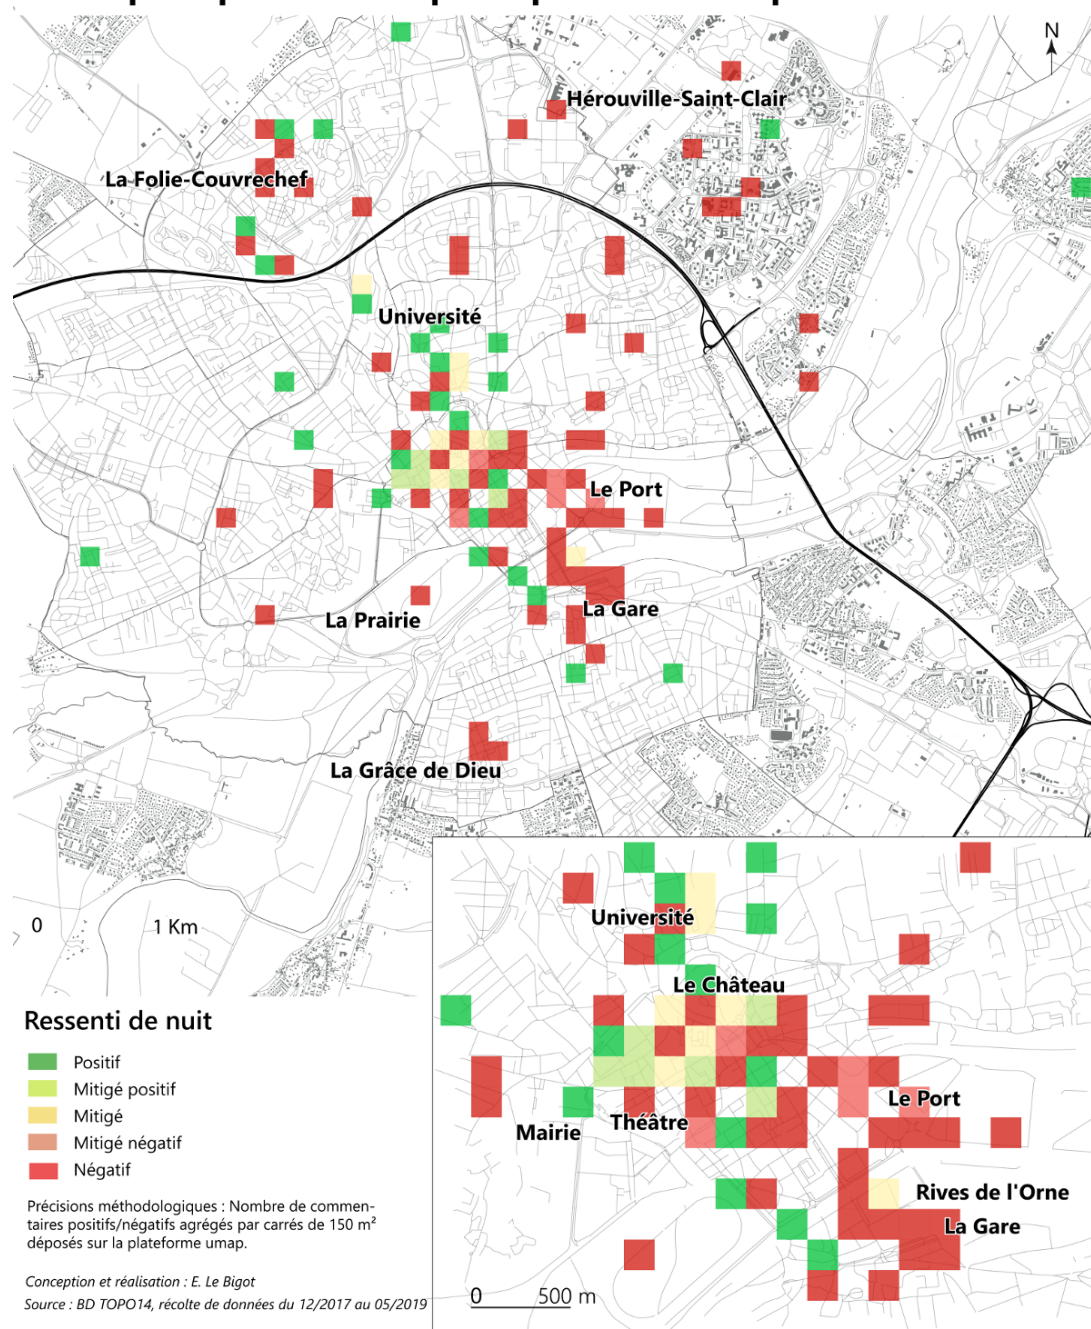 N
Hérouville-Saint-Clair
La Folie-Couvrechef
Université
Le Port
La Gare
La Prairie
La Grâce de Dieu
0 1 Km
Ressenti de nuit
Positif
Mitigé positif
Mitigé
Mitigé négatif
Négatif
Précisions méthodologiques : Nombre de commen-
taires positifs/négatifs agrégés par carrés de 150 m²
déposés sur la plateforme umap.
Conception et réalisation : E. Le Bigot
Source : BD TOPO14, récolte de données du 12/2017 au 05/2019
Université
Le Château
Le Port
Théâtre
Mairie
Rives de l'Orne
La Gare
0 500 m